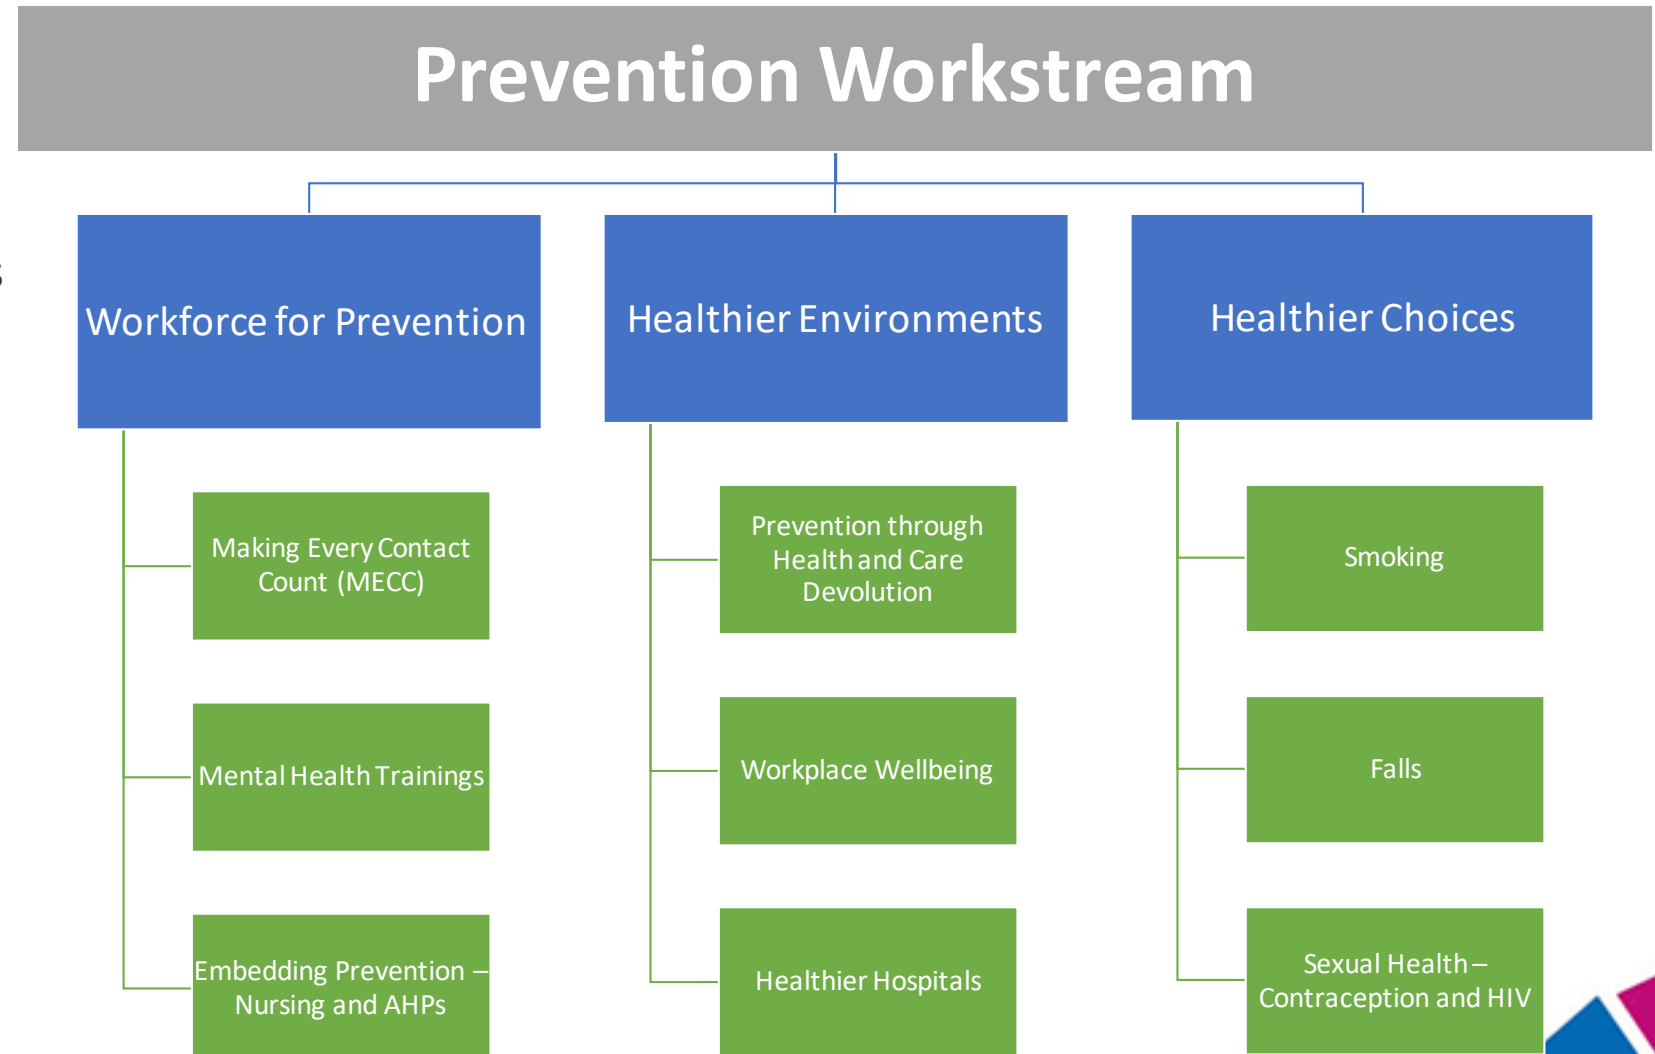 Prevention Workstream
s
Workforce for Prevention
Healthier Environments
Healthier Choices
Making Every Contact
Count (MECC)
Mental Health Trainings
Embedding Prevention –
Nursing and AHPs
Prevention through
Health and Care
Devolution
Workplace Wellbeing
Healthier Hospitals
Smoking
Falls
Sexual Health –
Contraception and HIV